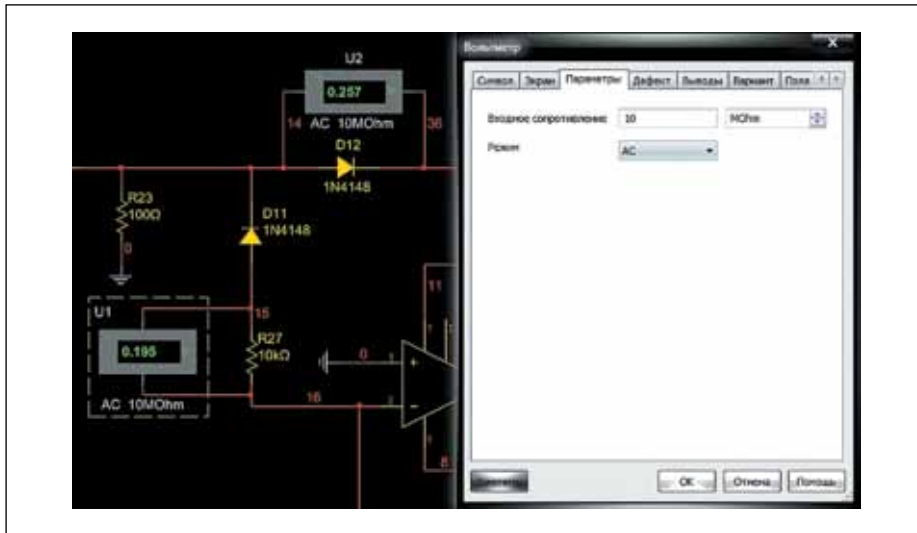 U2
0.257
14 AC 10MOhm 36
D12
1N4148
R23
100Ω
0
D11
1N4148
U1
0.195
AC 10MOhm
15
R27
10kΩ
16
0
1
+
2
−
11
8
Вольтметр
Символ Экран Параметры Дефект Выводы Вариант Поля
Входное сопротивление 10 MOhm
Режим AC
OK Отмена Помощь